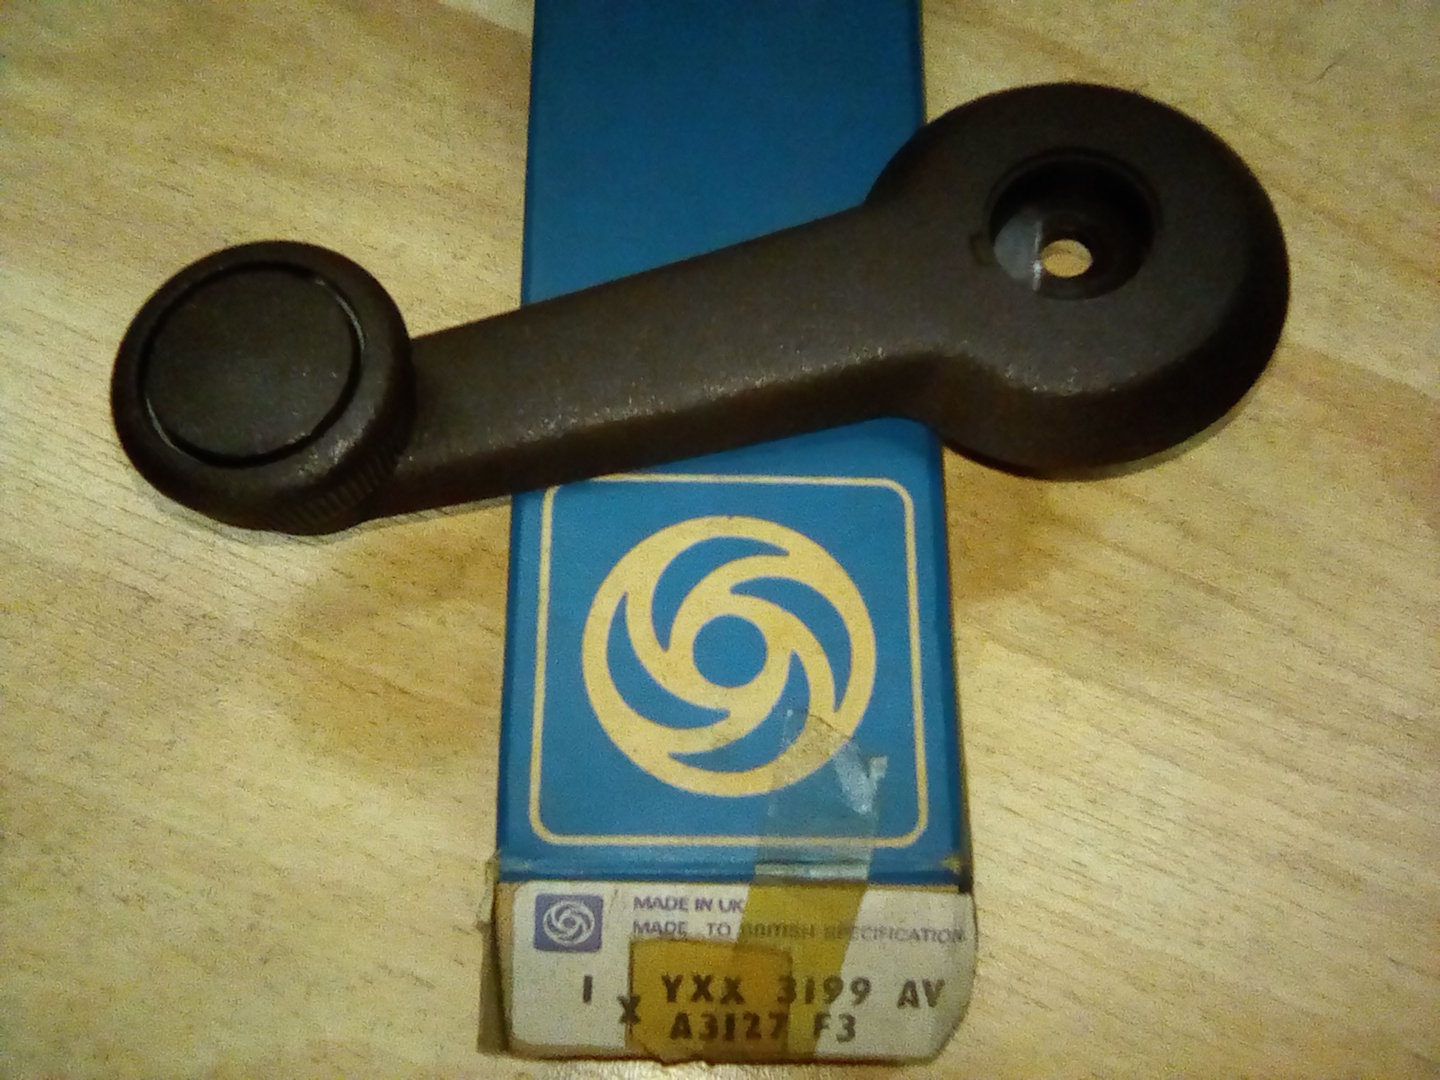 MADE IN UK
MADE TO BRITISH SPECIFICATION
1 X YXX 3199 AV
A3127 F3